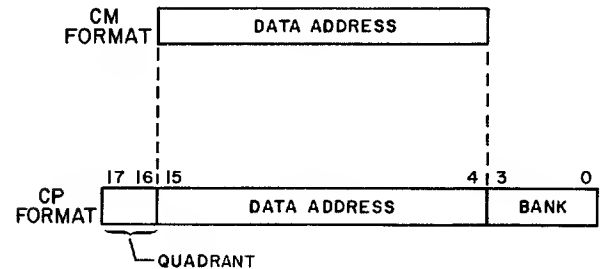 CM
FORMAT
DATA ADDRESS
17 16 15 4 3 0
CP
FORMAT
DATA ADDRESS
BANK
QUADRANT